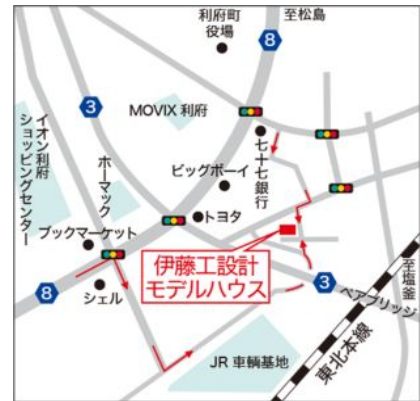 利府町
役場
至松島
8
3
MOVIX 利府
イオン利府
ショッピングセンター
ホーマック
ビッグボーイ
七十七銀行
トヨタ
ブックマーケット
シェル
8
伊藤工設計
モデルハウス
3
ベアブリッジ
至塩釜
東北本線
JR 車輌基地